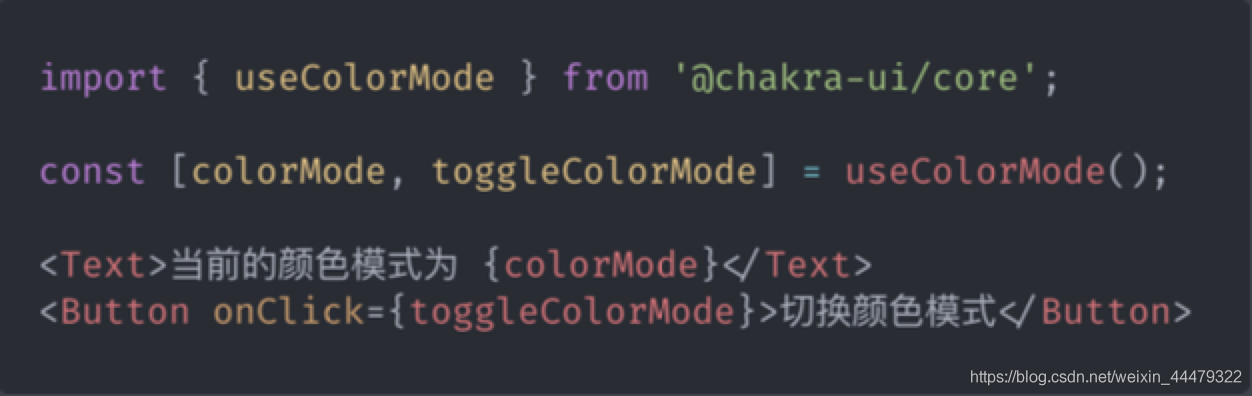 import { useColorMode } from '@chakra-ui/core';
const [colorMode, toggleColorMode] = useColorMode();
<Text>当前的颜色模式为 {colorMode}</Text>
<Button onClick={toggleColorMode}>切换颜色模式</Button>
https://blog.csdn.net/weixin_44479322